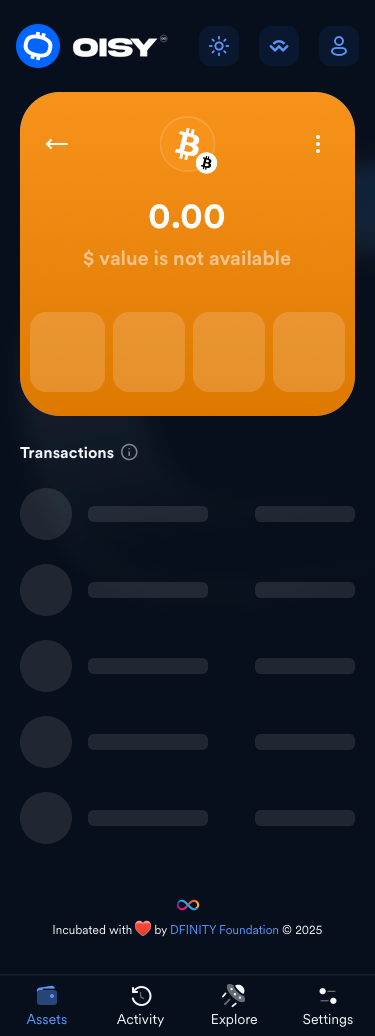 OISY
0.00
$ value is not available
Transactions
Incubated with ❤️ by DFINITY Foundation © 2025
Assets
Activity
Explore
Settings